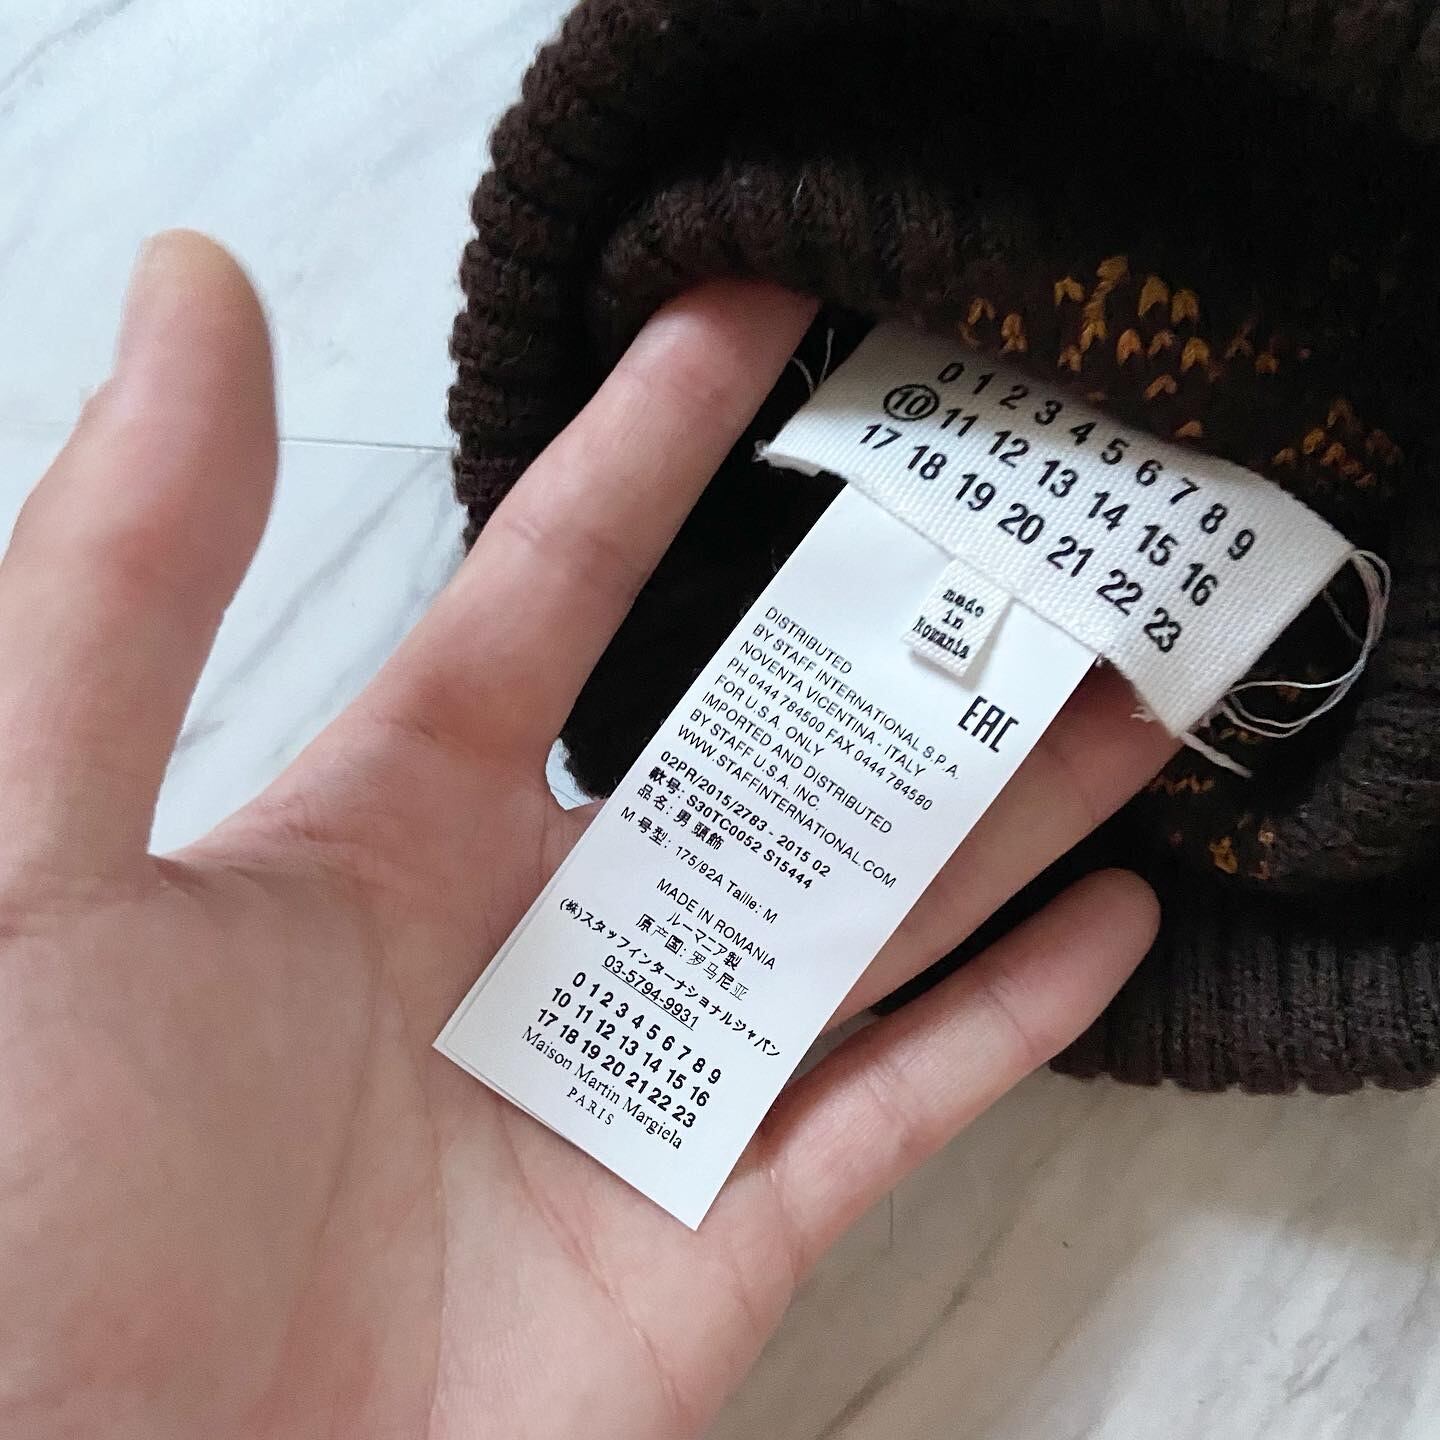 0 1 2 3 4 5 6 7 8 9
10 11 12 13 14 15 16
17 18 19 20 21 22 23
made
in
Romania
EAC
DISTRIBUTED
BY STAFF INTERNATIONAL S.P.A.
NOVENTA VICENTINA - ITALY
PH 0444 784500 FAX 0444 784580
FOR U.S.A. ONLY
IMPORTED AND DISTRIBUTED
BY STAFF U.S.A. INC.
WWW.STAFFINTERNATIONAL.COM
02PR/2015/2783 - 2015 02
款号: S30TC0052 S15444
品名: 男 頭飾
M 号型: 175/92A Taille: M
MADE IN ROMANIA
ルーマニア製
原产国: 罗马尼亚
(株)スタッフインターナショナルジャパン
03-5794-9931
0 1 2 3 4 5 6 7 8 9
10 11 12 13 14 15 16
17 18 19 20 21 22 23
Maison Martin Margiela
PARIS